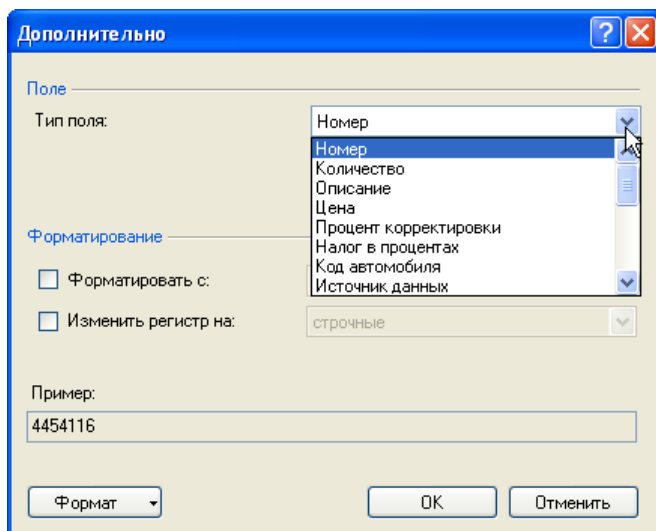 Дополнительно
Поле
Тип поля:
Номер
Номер
Количество
Описание
Цена
Процент корректировки
Налог в процентах
Код автомобиля
Источник данных
Форматирование
Форматировать с:
Изменить регистр на:
строчные
Пример:
4454116
Формат
OK
Отменить